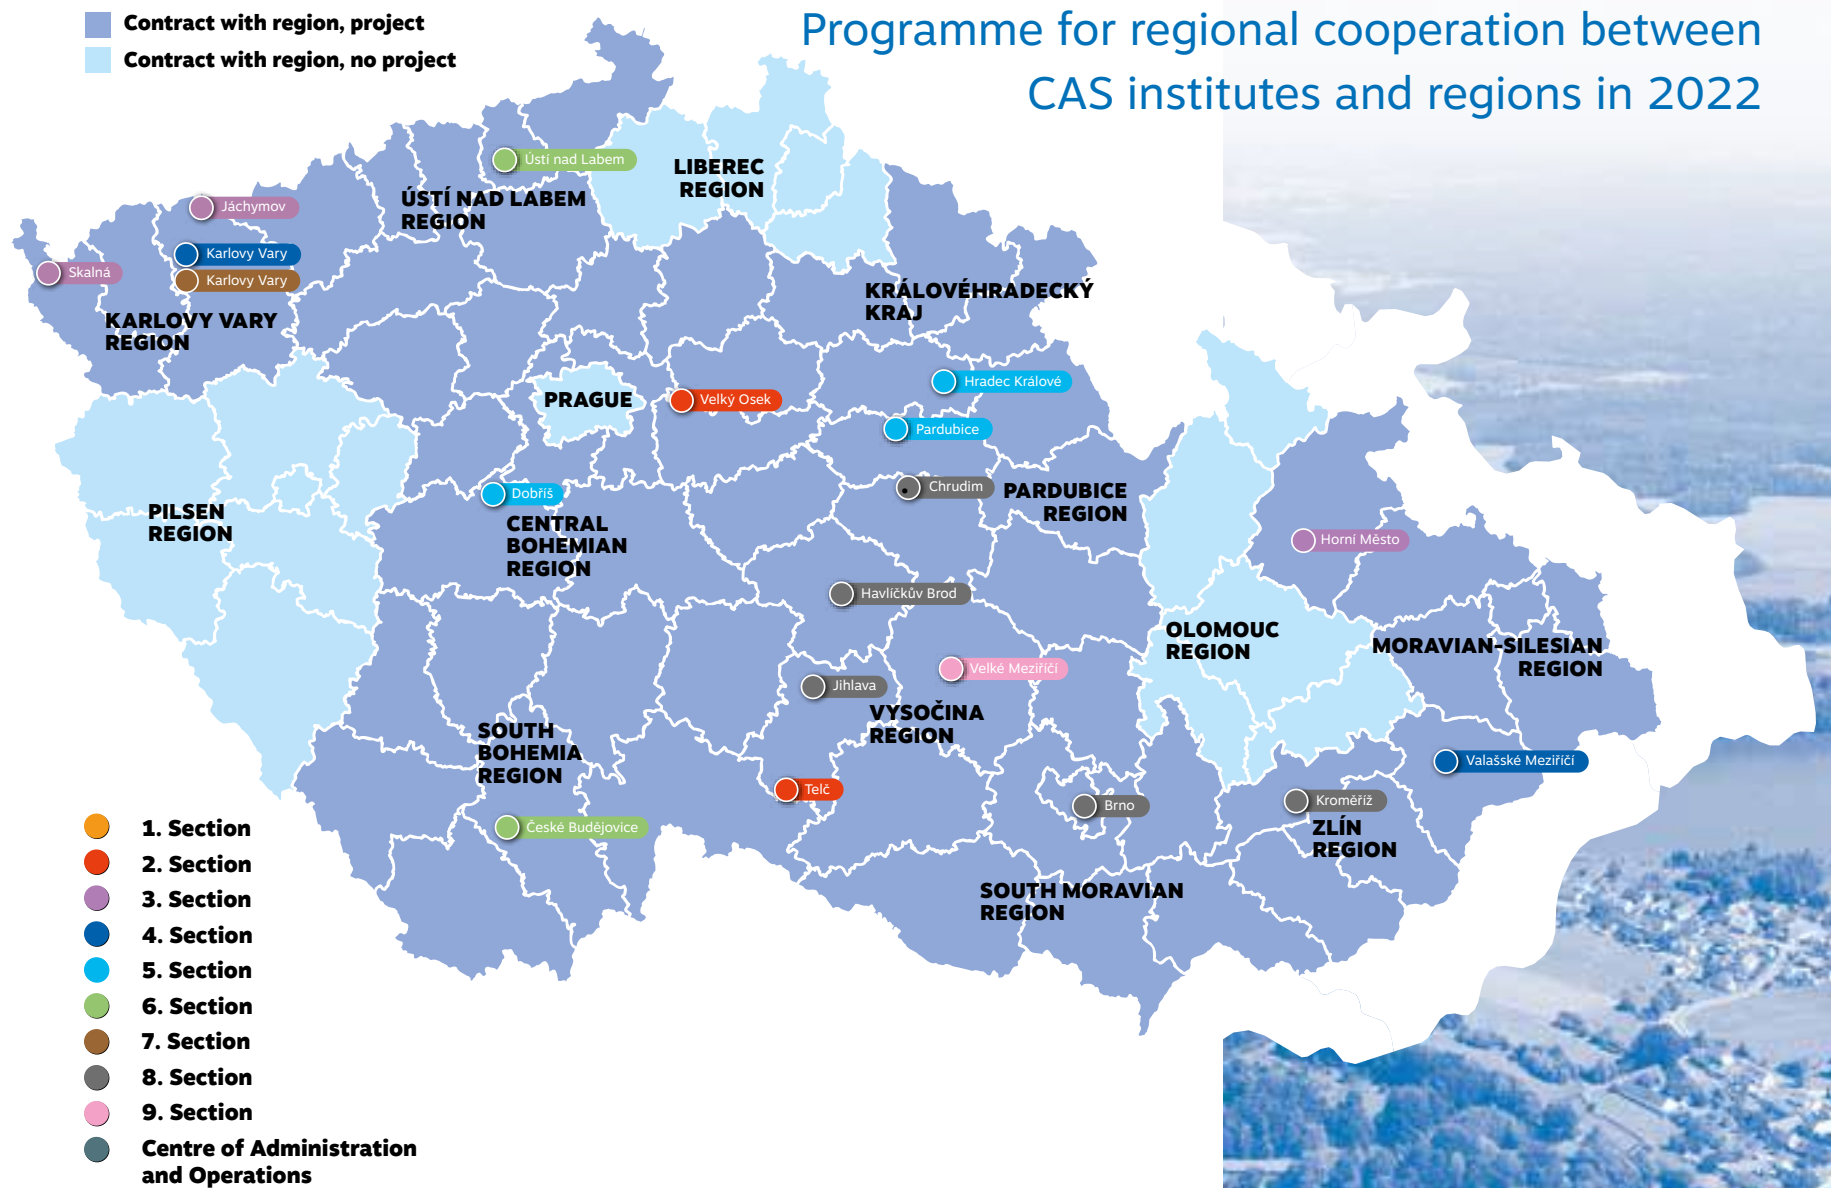 Contract with region, project
Contract with region, no project
Programme for regional cooperation between
CAS institutes and regions in 2022
Ústí nad Labem
LIBEREC
REGION
ÚSTÍ NAD LABEM
REGION
Jáchymov
Karlovy Vary
Skalná
Karlovy Vary
KARLOVY VARY
REGION
KRÁLOVÉHRADECKÝ
KRAJ
Hradec Králové
PRAGUE
Velký Osek
Pardubice
Chrudim
PARDUBICE
REGION
Dobříš
PILSEN
REGION
CENTRAL
BOHEMIAN
REGION
Horní Město
Havlíčkův Brod
OLOMOUC
REGION
MORAVIAN-SILESIAN
REGION
Velké Meziříčí
Jihlava
VYSOČINA
REGION
SOUTH
BOHEMIA
REGION
Valašské Meziříčí
Telč
Brno
Kroměříž
ZLÍN
REGION
České Budějovice
SOUTH MORAVIAN
REGION
1. Section
2. Section
3. Section
4. Section
5. Section
6. Section
7. Section
8. Section
9. Section
Centre of Administration
and Operations